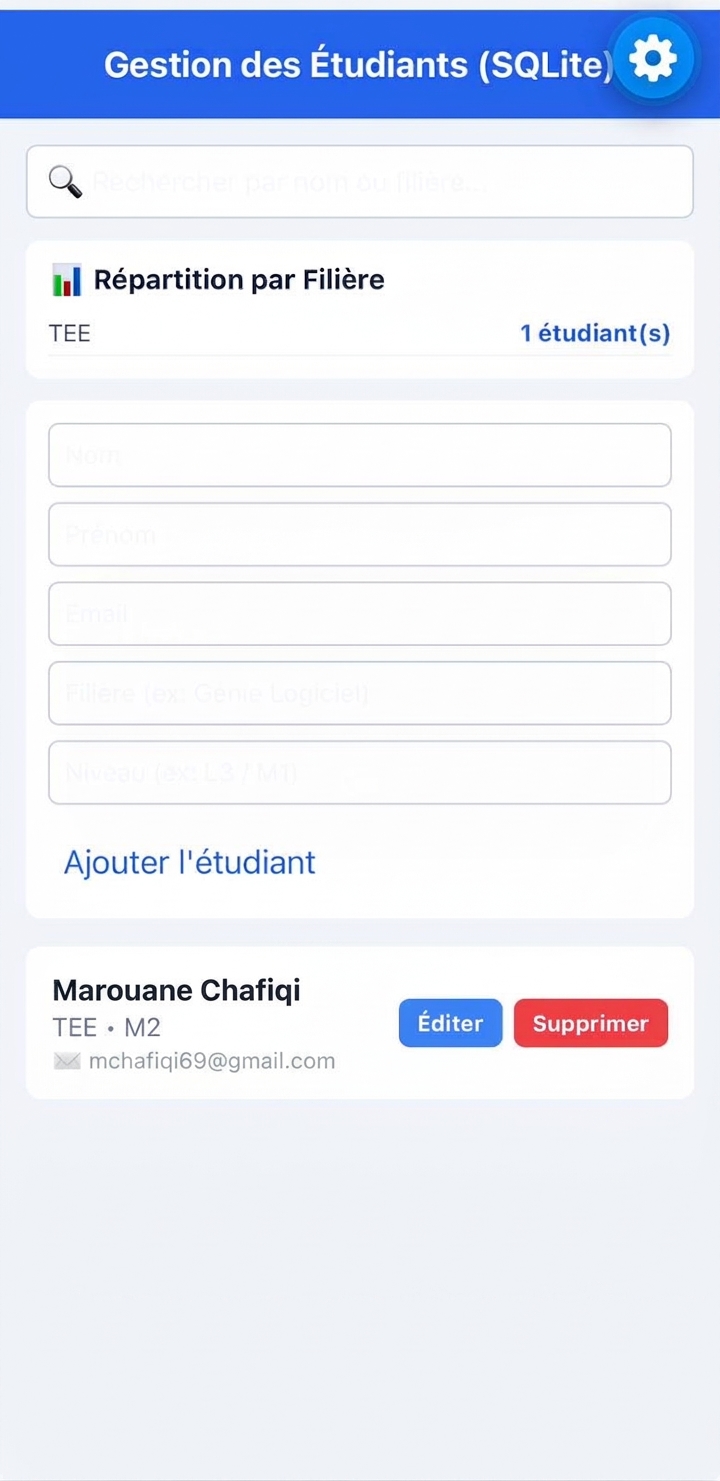 Gestion des Étudiants (SQLite)
Rechercher par nom ou filière...
Répartition par Filière
TEE
1 étudiant(s)
Nom
Prénom
Email
Filière (ex: Génie Logiciel)
Niveau (ex: L3 / M1)
Ajouter l'étudiant
Marouane Chafiqi
TEE • M2
mchafiqi69@gmail.com
Éditer
Supprimer